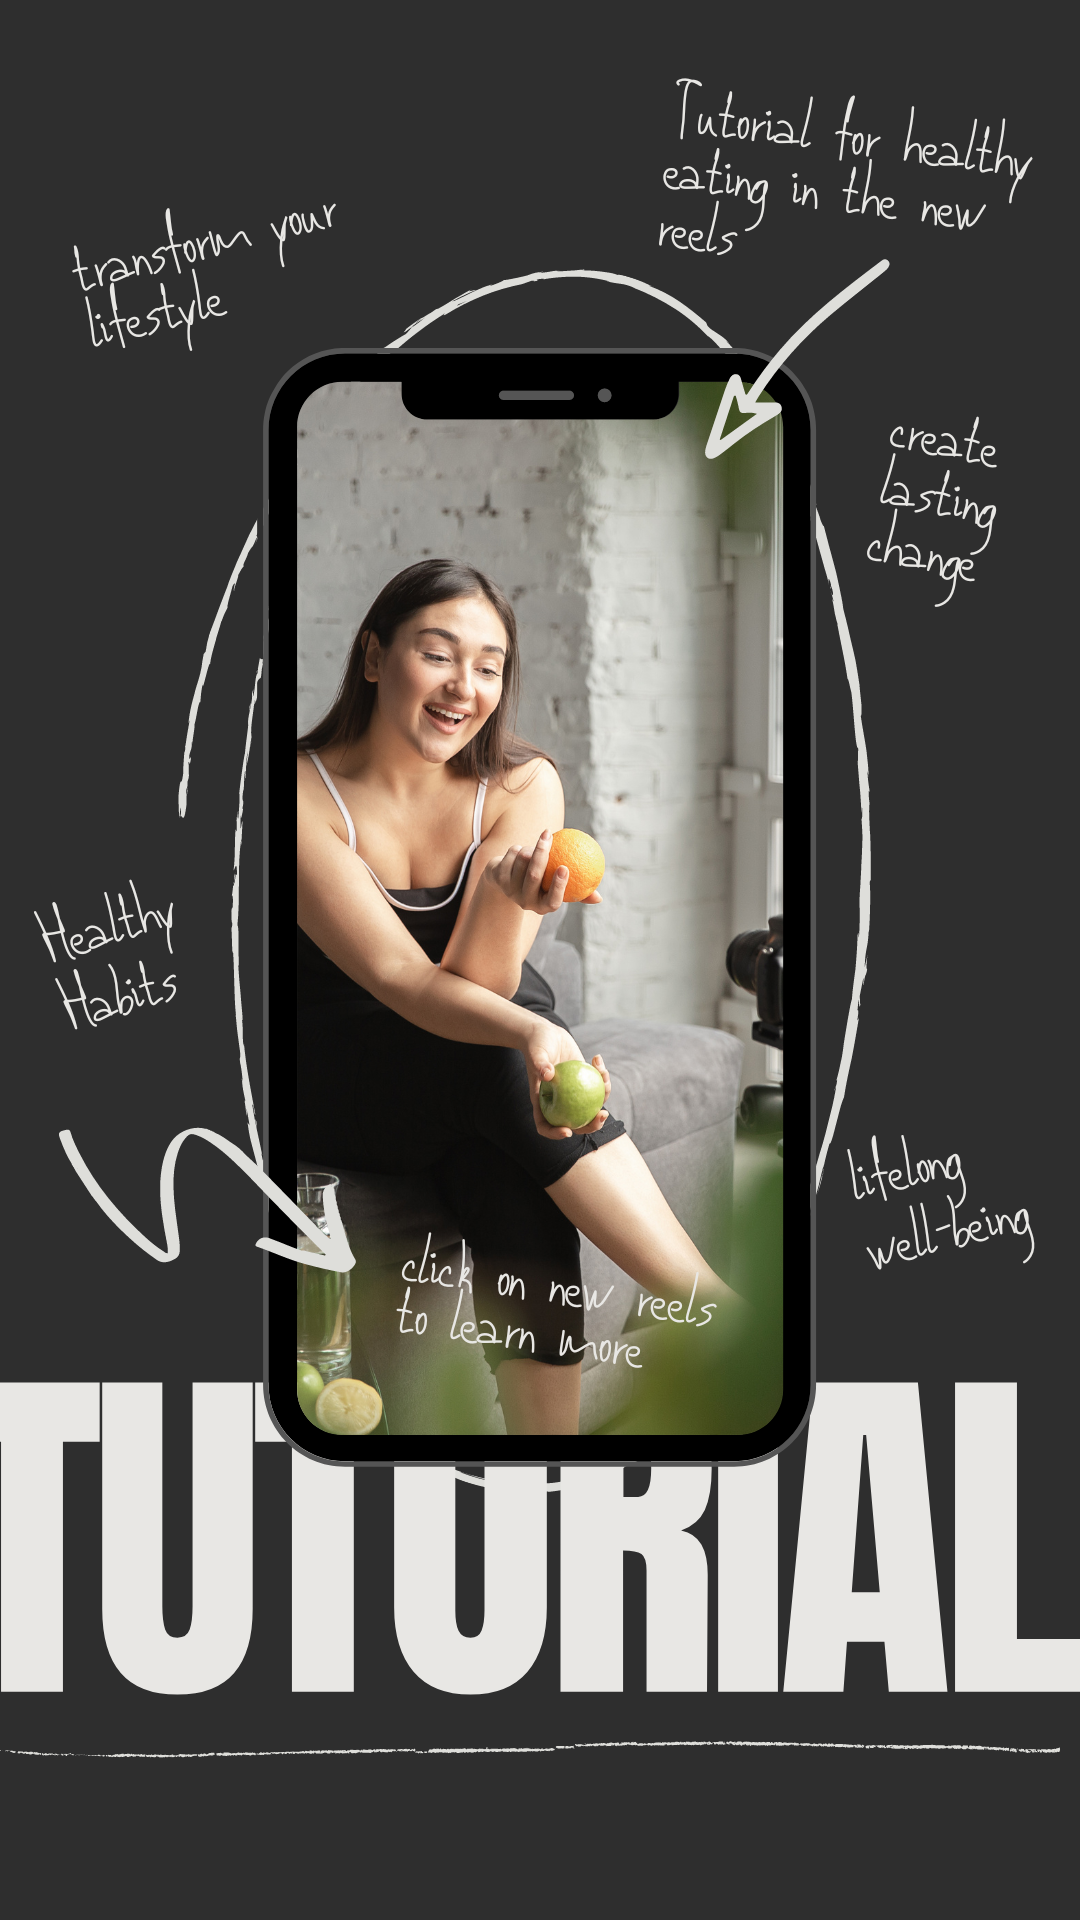 Tutorial for healthy
eating in the new
reels
transform your
lifestyle
create
lasting
change
Healthy
Habits
lifelong
well-being
click on new reels
to learn more
TUTORIAL